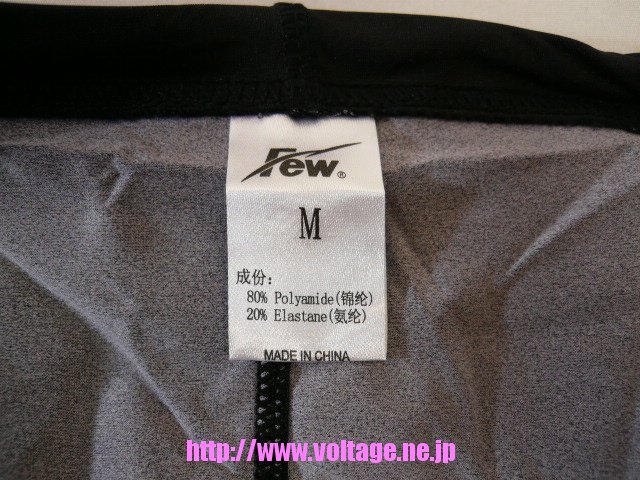 Few®
M
成份：
80% Polyamide(锦纶)
20% Elastane(氨纶)
MADE IN CHINA
http://www.voltage.ne.jp